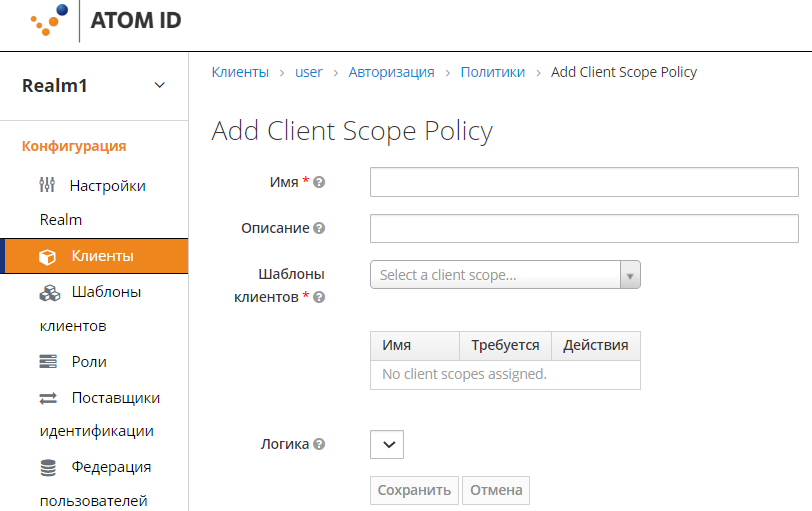 ATOM ID
Realm1
Клиенты › user › Авторизация › Политики › Add Client Scope Policy
Конфигурация
Настройки
Realm
Клиенты
Шаблоны
клиентов
Роли
Поставщики
идентификации
Федерация
пользователей
Add Client Scope Policy
Имя *
Описание
Шаблоны
клиентов *
Select a client scope...
Имя Требуется Действия
No client scopes assigned.
Логика
Сохранить Отмена